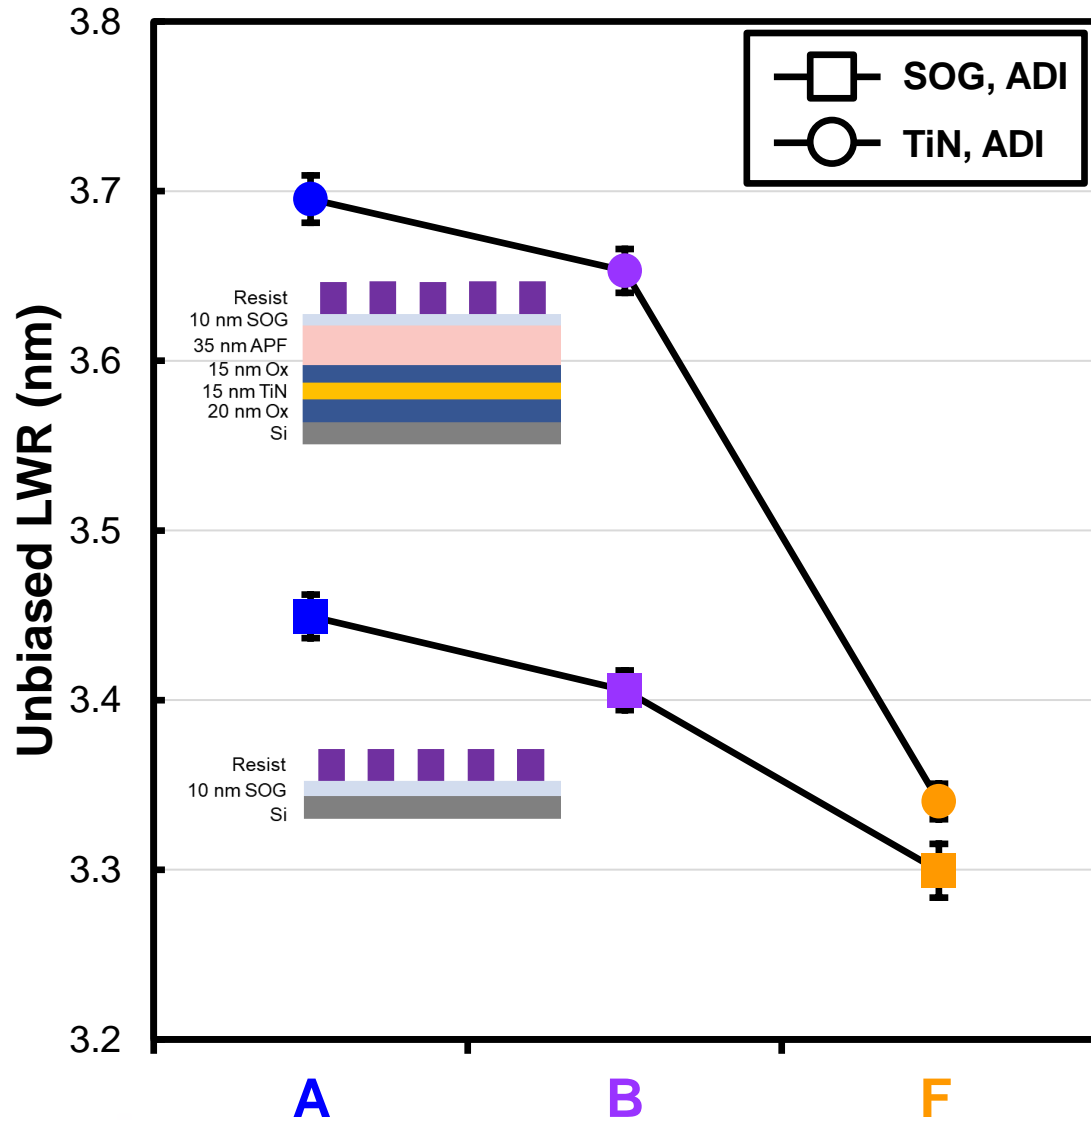 3.8
3.7
3.6
3.5
3.4
3.3
3.2
Unbiased LWR (nm)
SOG, ADI
TiN, ADI
Resist
10 nm SOG
35 nm APF
15 nm Ox
15 nm TiN
20 nm Ox
Si
Resist
10 nm SOG
Si
A B F